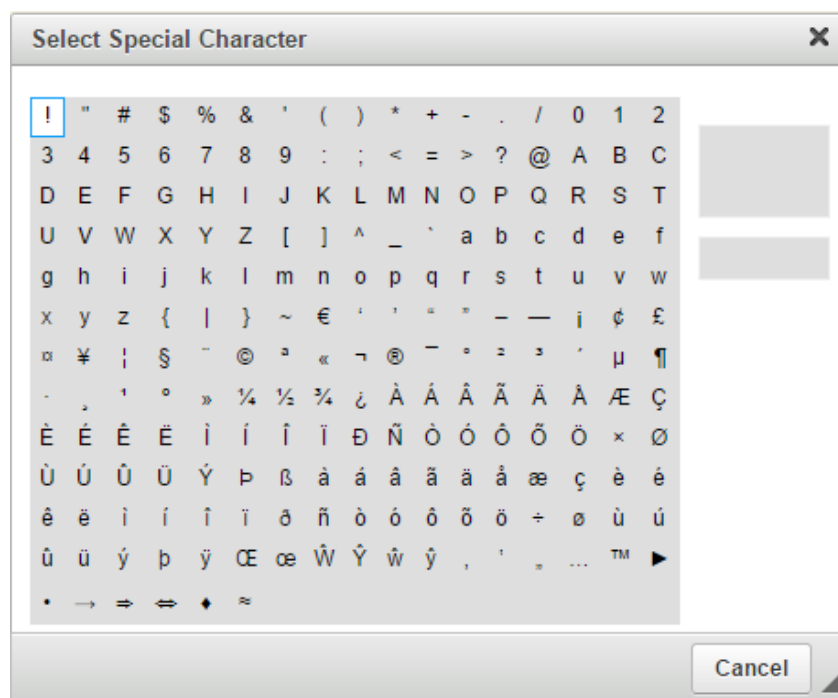 Select Special Character
! " # $ % & ' ( ) * + - . / 0 1 2
3 4 5 6 7 8 9 : ; < = > ? @ A B C
D E F G H I J K L M N O P Q R S T
U V W X Y Z [ ] ^ _ ` a b c d e f
g h i j k l m n o p q r s t u v w
x y z { | } ~ € ‘ ’ “ ” – — ¡ ¢ £
¤ ¥ ¦ § ¨ © ª « ¬ ® ¯ ° ² ³ ´ µ ¶
· ¸ ¹ º » ¼ ½ ¾ ¿ À Á Â Ã Ä Å Æ Ç
È É Ê Ë Ì Í Î Ï Ð Ñ Ò Ó Ô Õ Ö × Ø
Ù Ú Û Ü Ý Þ ß à á â ã ä å æ ç è é
ê ë ì í î ï ð ñ ò ó ô õ ö ÷ ø ù ú
û ü ý þ ÿ Œ œ Ŵ Ŷ ŵ ŷ ‚ ‛ „ … ™ ►
• → ⇒ ⇔ ♦ ≈
Cancel